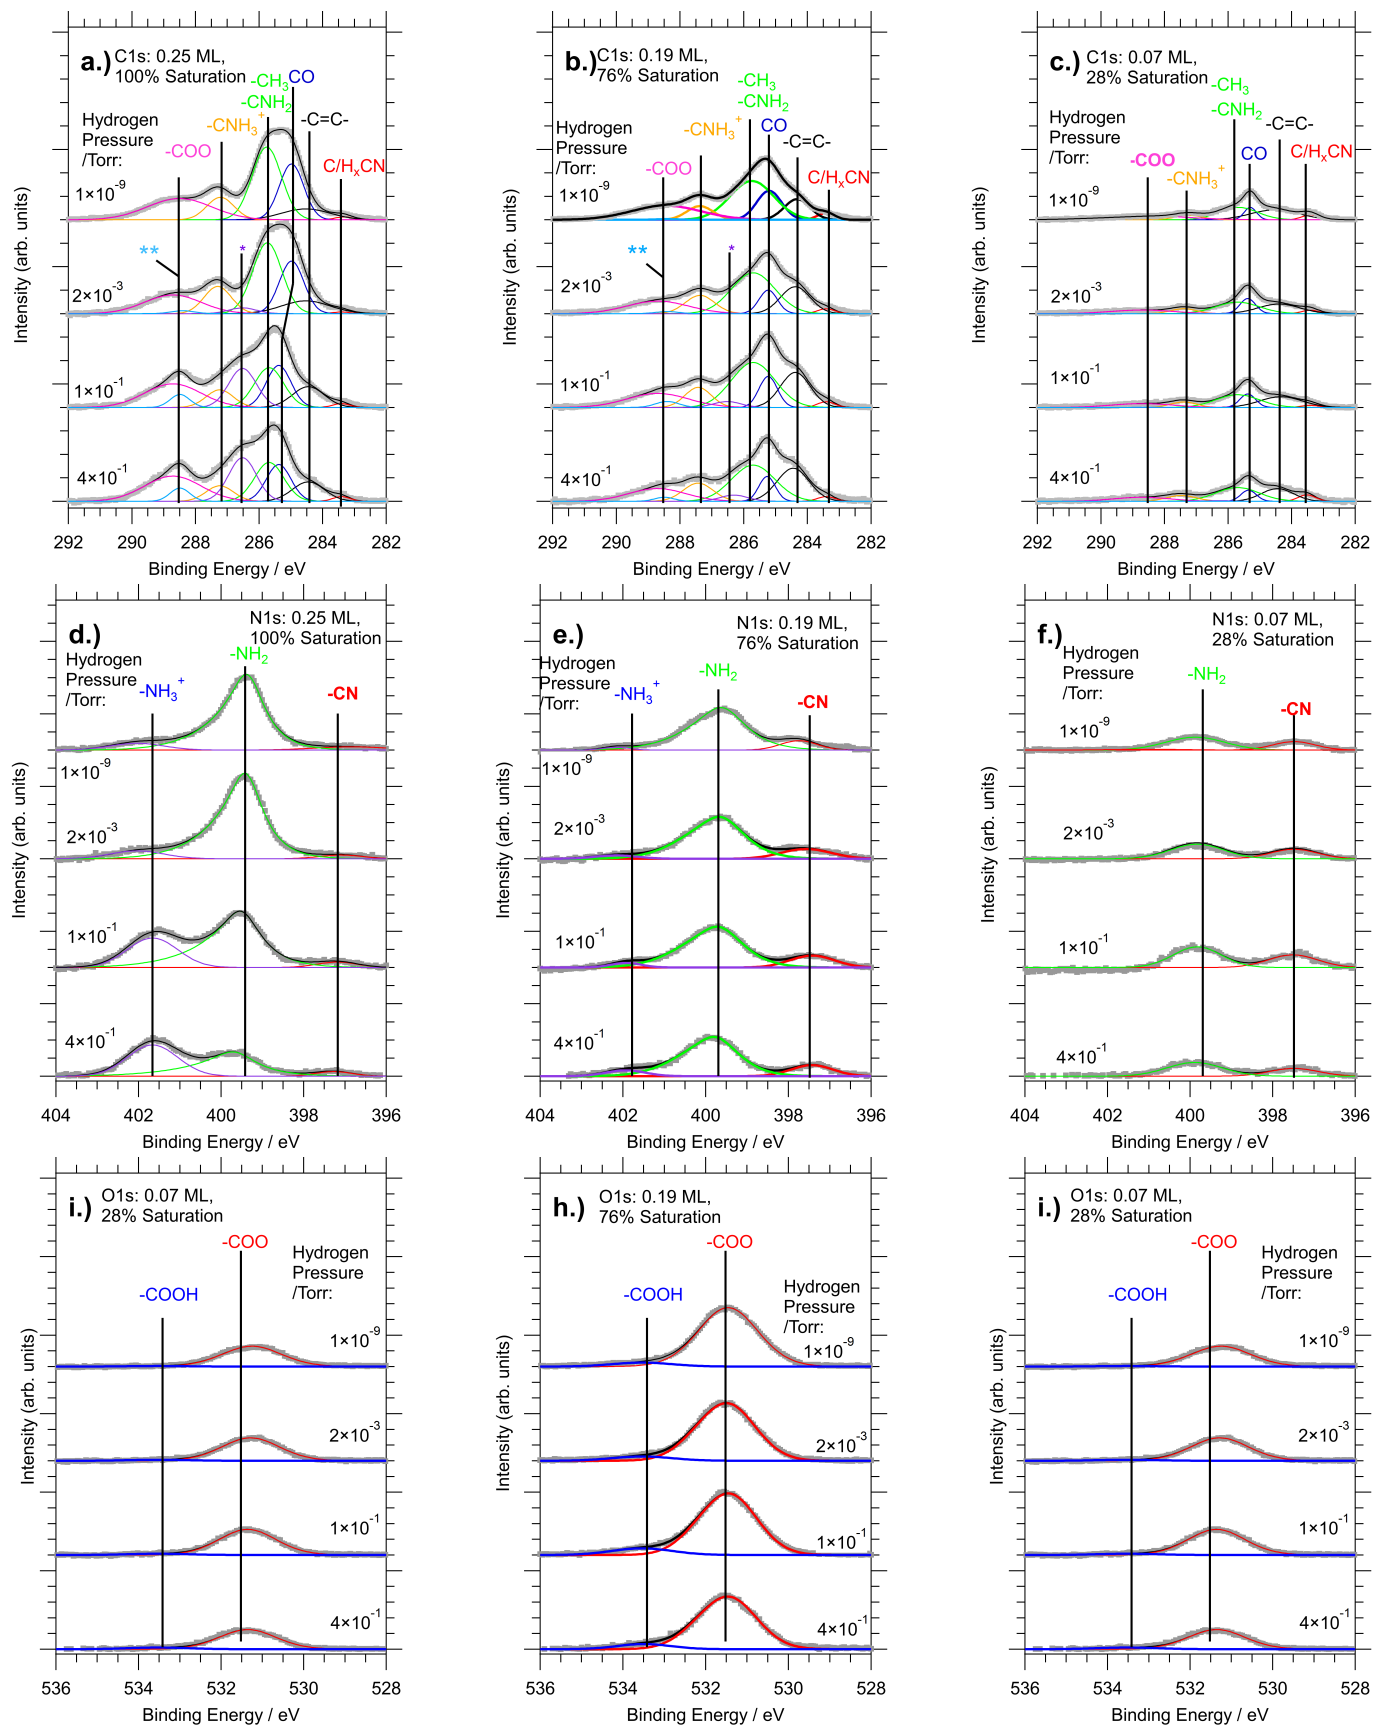 a.) C1s: 0.25 ML,
100% Saturation
-CH3 CO
-CNH2
Hydrogen
Pressure
/Torr:
-CNH3+
-C=C-
-COO
C/HxCN
1×10-9
**
*
2×10-3
1×10-1
4×10-1
Intensity (arb. units)
292 290 288 286 284 282
Binding Energy / eV
b.) C1s: 0.19 ML,
76% Saturation
-CH3
-CNH2
Hydrogen
Pressure
/Torr:
-CNH3+
CO
-C=C-
-COO
C/HxCN
1×10-9
**
*
2×10-3
1×10-1
4×10-1
Intensity (arb. units)
292 290 288 286 284 282
Binding Energy / eV
c.) C1s: 0.07 ML,
28% Saturation
-CH3
-CNH2
Hydrogen
Pressure
/Torr:
-C=C-
-COO
CO
C/HxCN
-CNH3+
1×10-9
2×10-3
1×10-1
4×10-1
Intensity (arb. units)
292 290 288 286 284 282
Binding Energy / eV
d.) N1s: 0.25 ML,
100% Saturation
Hydrogen
Pressure
/Torr:
-NH2
-NH3+
-CN
1×10-9
2×10-3
1×10-1
4×10-1
Intensity (arb. units)
404 402 400 398 396
Binding Energy / eV
e.) N1s: 0.19 ML,
76% Saturation
Hydrogen
Pressure
/Torr:
-NH2
-NH3+
-CN
1×10-9
2×10-3
1×10-1
4×10-1
Intensity (arb. units)
404 402 400 398 396
Binding Energy / eV
f.) N1s: 0.07 ML,
28% Saturation
Hydrogen
Pressure
/Torr:
-NH2
-CN
1×10-9
2×10-3
1×10-1
4×10-1
Intensity (arb. units)
404 402 400 398 396
Binding Energy / eV
i.) O1s: 0.07 ML,
28% Saturation
-COO
Hydrogen
Pressure
/Torr:
-COOH
1×10-9
2×10-3
1×10-1
4×10-1
Intensity (arb. units)
536 534 532 530 528
Binding Energy / eV
h.) O1s: 0.19 ML,
76% Saturation
-COO
Hydrogen
Pressure
/Torr:
-COOH
1×10-9
2×10-3
1×10-1
4×10-1
Intensity (arb. units)
536 534 532 530 528
Binding Energy / eV
i.) O1s: 0.07 ML,
28% Saturation
-COO
Hydrogen
Pressure
/Torr:
-COOH
1×10-9
2×10-3
1×10-1
4×10-1
Intensity (arb. units)
536 534 532 530 528
Binding Energy / eV